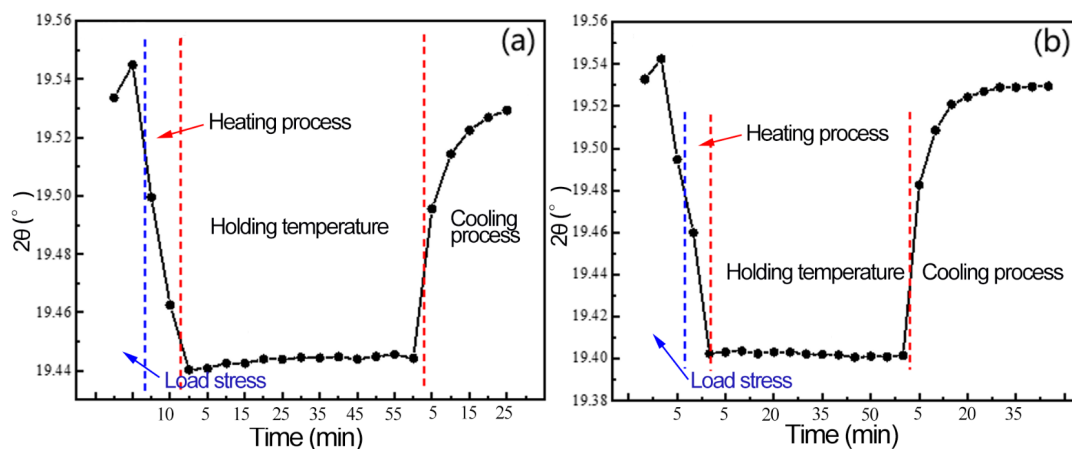 19.56
19.54
19.52
19.50
19.48
19.46
19.44
2θ (°)
(a)
Heating process
Holding temperature
Cooling
process
Load stress
10 5 15 25 35 45 55 5 15 25
Time (min)
19.56
19.54
19.52
19.50
19.48
19.46
19.44
19.42
19.40
19.38
2θ (°)
(b)
Heating process
Holding temperature
Cooling process
Load stress
5 5 20 35 50 5 20 35
Time (min)